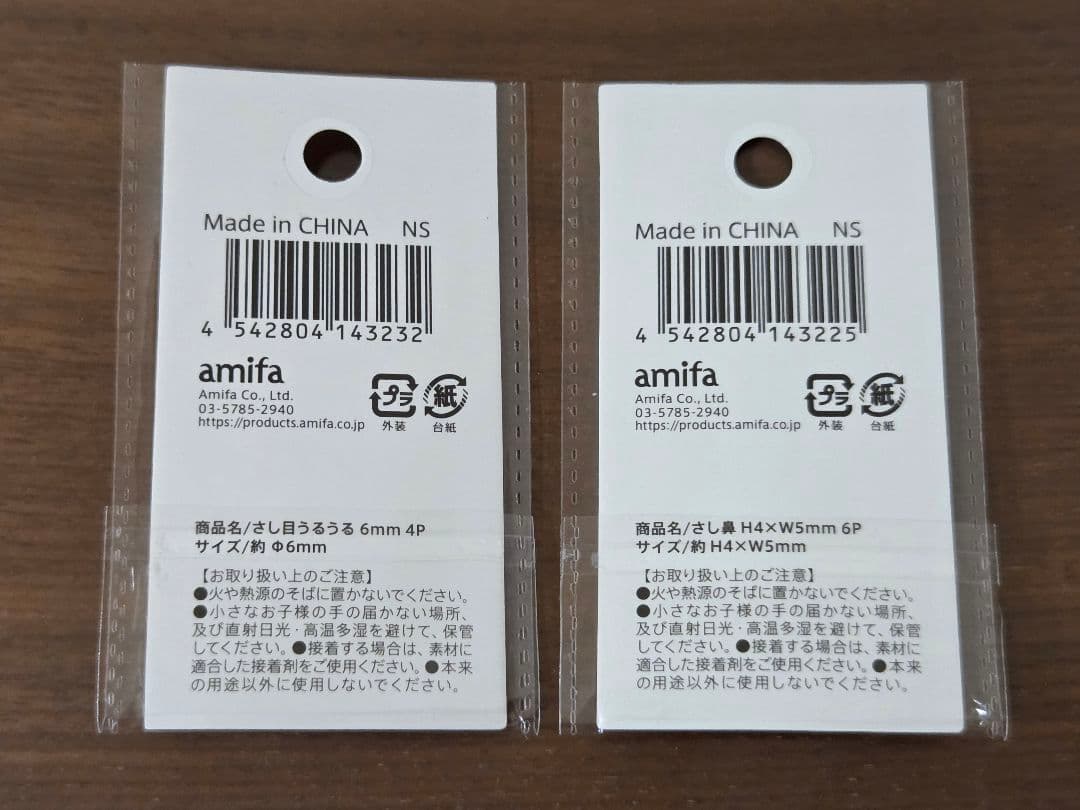 Made in CHINA NS
4 542804 143232
amifa
Amifa Co., Ltd.
03-5785-2940
https://products.amifa.co.jp
プラ 紙
外装 台紙
商品名/さし目うるうる 6mm 4P
サイズ/約 Φ6mm
【お取り扱い上のご注意】
●火や熱源のそばに置かないでください。
●小さなお子様の手の届かない場所、
及び直射日光・高温多湿を避けて、保管
してください。●接着する場合は、素材に
適合した接着剤をご使用ください。●本来
の用途以外に使用しないでください。
Made in CHINA NS
4 542804 143225
amifa
Amifa Co., Ltd.
03-5785-2940
https://products.amifa.co.jp
プラ 紙
外装 台紙
商品名/さし鼻 H4×W5mm 6P
サイズ/約 H4×W5mm
【お取り扱い上のご注意】
●火や熱源のそばに置かないでください。
●小さなお子様の手の届かない場所、
及び直射日光・高温多湿を避けて、保管
してください。●接着する場合は、素材に
適合した接着剤をご使用ください。●本来
の用途以外に使用しないでください。